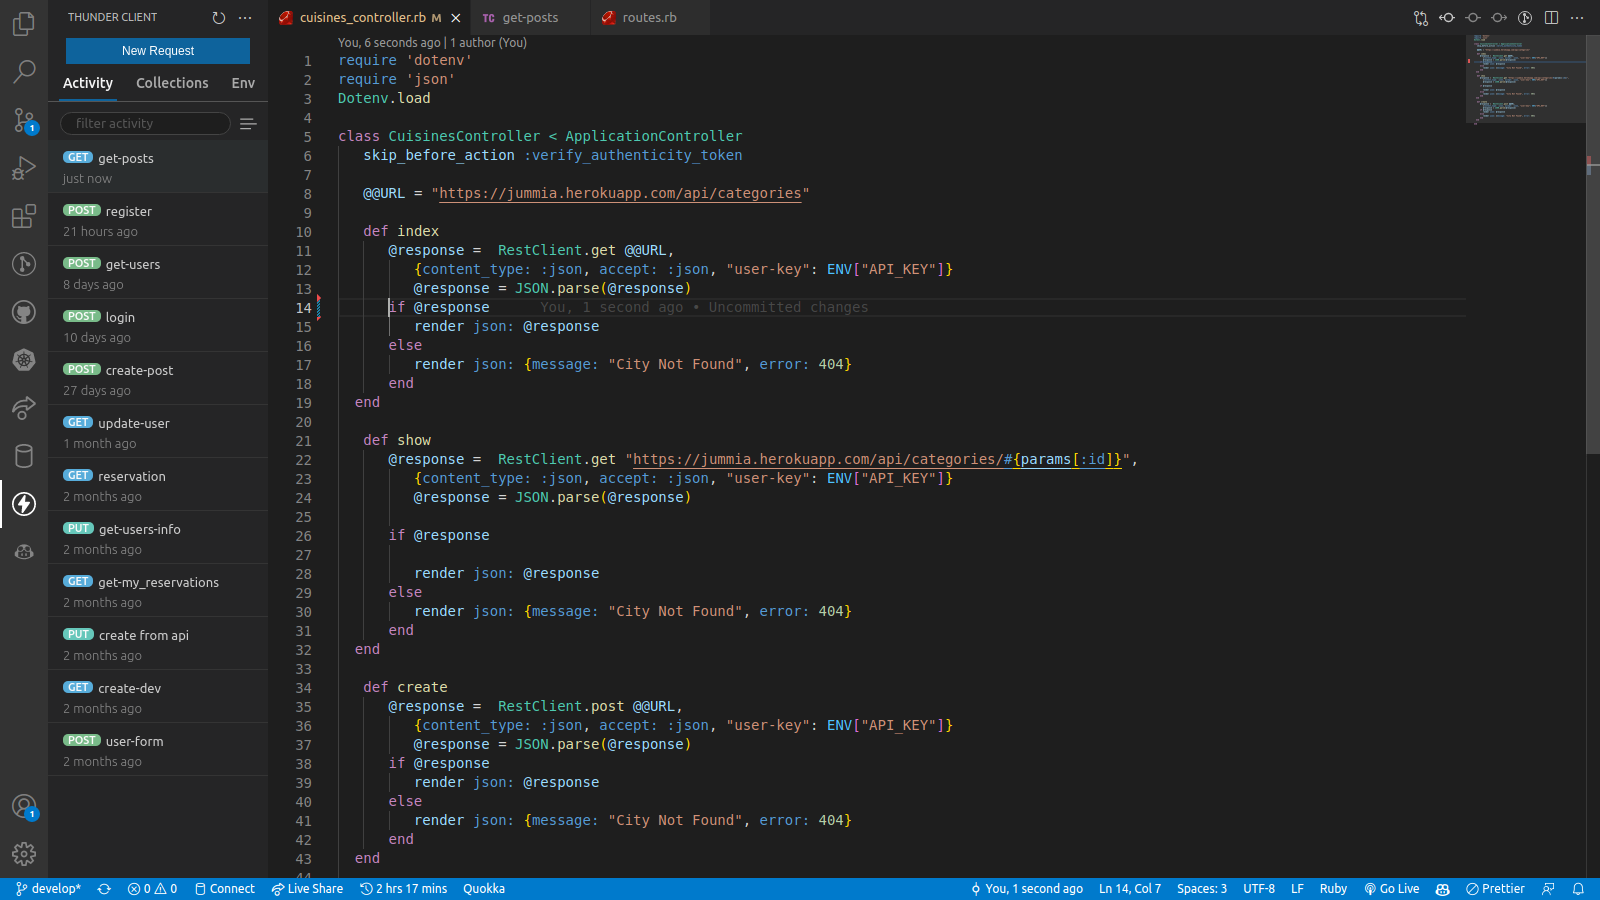 THUNDER CLIENT
New Request
Activity Collections Env
filter activity
GET get-posts
just now
POST register
21 hours ago
POST get-users
8 days ago
POST login
10 days ago
POST create-post
27 days ago
GET update-user
1 month ago
GET reservation
2 months ago
PUT get-users-info
2 months ago
GET get-my_reservations
2 months ago
PUT create from api
2 months ago
GET create-dev
2 months ago
POST user-form
2 months ago
1
1
cuisines_controller.rb M
TC get-posts
routes.rb
You, 6 seconds ago | 1 author (You)
1 require 'dotenv'
2 require 'json'
3 Dotenv.load
4
5 class CuisinesController < ApplicationController
6 skip_before_action :verify_authenticity_token
7
8 @@URL = "https://jummia.herokuapp.com/api/categories"
9
10 def index
11 @response =  RestClient.get @@URL,
12 {content_type: :json, accept: :json, "user-key": ENV["API_KEY"]}
13 @response = JSON.parse(@response)
14 if @response You, 1 second ago • Uncommitted changes
15 render json: @response
16 else
17 render json: {message: "City Not Found", error: 404}
18 end
19 end
20
21 def show
22 @response =  RestClient.get "https://jummia.herokuapp.com/api/categories/#{params[:id]}",
23 {content_type: :json, accept: :json, "user-key": ENV["API_KEY"]}
24 @response = JSON.parse(@response)
25
26 if @response
27
28 render json: @response
29 else
30 render json: {message: "City Not Found", error: 404}
31 end
32 end
33
34 def create
35 @response =  RestClient.post @@URL,
36 {content_type: :json, accept: :json, "user-key": ENV["API_KEY"]}
37 @response = JSON.parse(@response)
38 if @response
39 render json: @response
40 else
41 render json: {message: "City Not Found", error: 404}
42 end
43 end
44
develop* 0 0 Connect Live Share 2 hrs 17 mins Quokka You, 1 second ago Ln 14, Col 7 Spaces: 3 UTF-8 LF Ruby Go Live Prettier